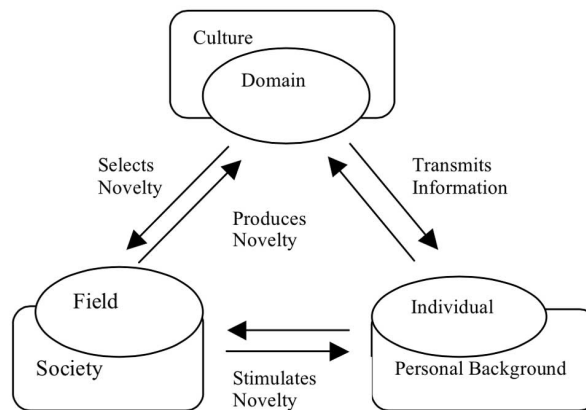 Culture
Domain
Selects
Novelty
Transmits
Information
Produces
Novelty
Field
Individual
Society
Personal Background
Stimulates
Novelty